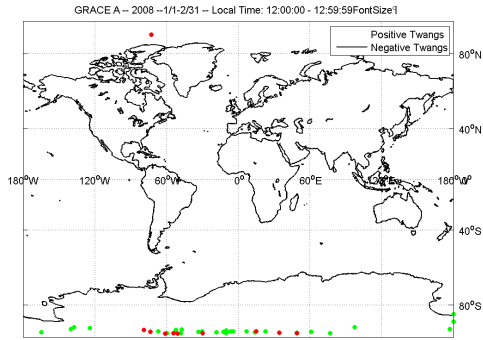 GRACE A -- 2008 --1/1-2/31 -- Local Time: 12:00:00 - 12:59:59FontSize
Positive Twangs
Negative Twangs
80°N
40°N
180°W 120°W 60°W 0° 60°E 120°E 180°W
40°S
80°S